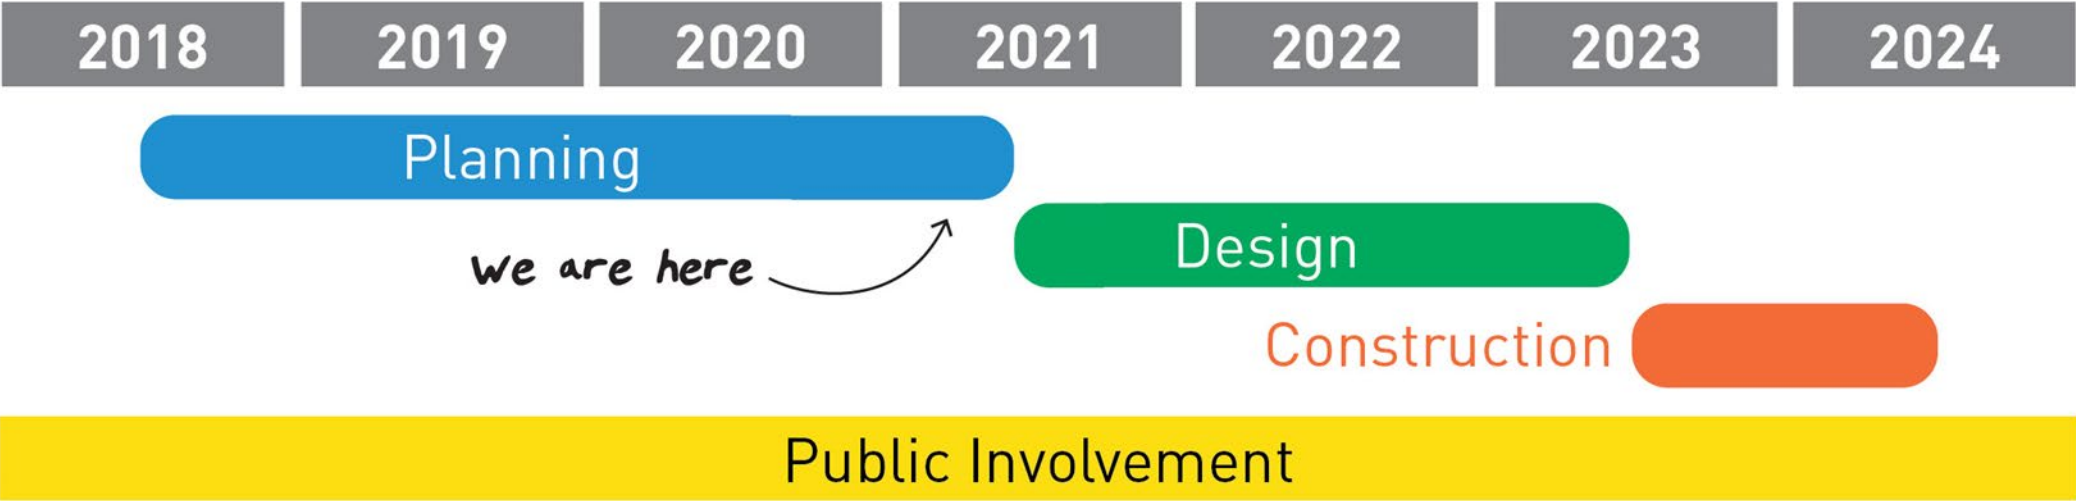 2018 2019 2020 2021 2022 2023 2024
Planning
Design
We are here
Construction
Public Involvement